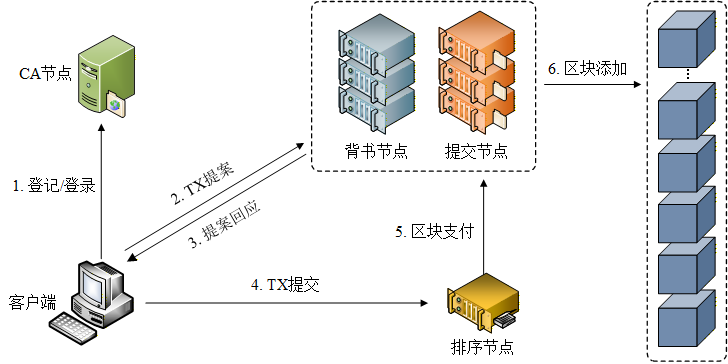 CA节点
背书节点
提交节点
6. 区块添加
1. 登记/登录
2. TX提案
3. 提案回应
5. 区块支付
4. TX提交
客户端
排序节点